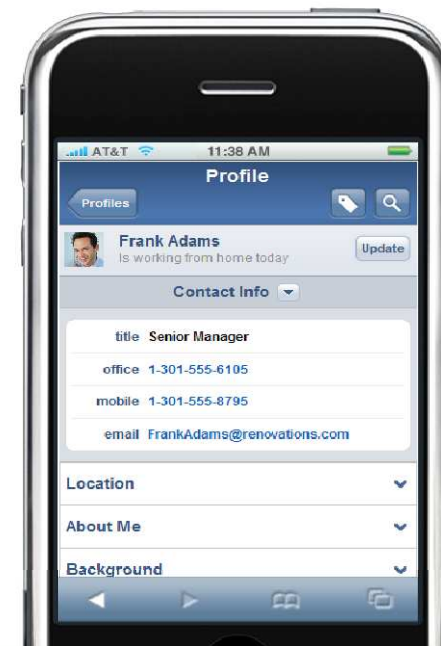 AT&T 11:38 AM
Profile
Profiles
Frank Adams
Is working from home today
Update
Contact Info
title Senior Manager
office 1-301-555-6105
mobile 1-301-555-8795
email FrankAdams@renovations.com
Location
About Me
Background